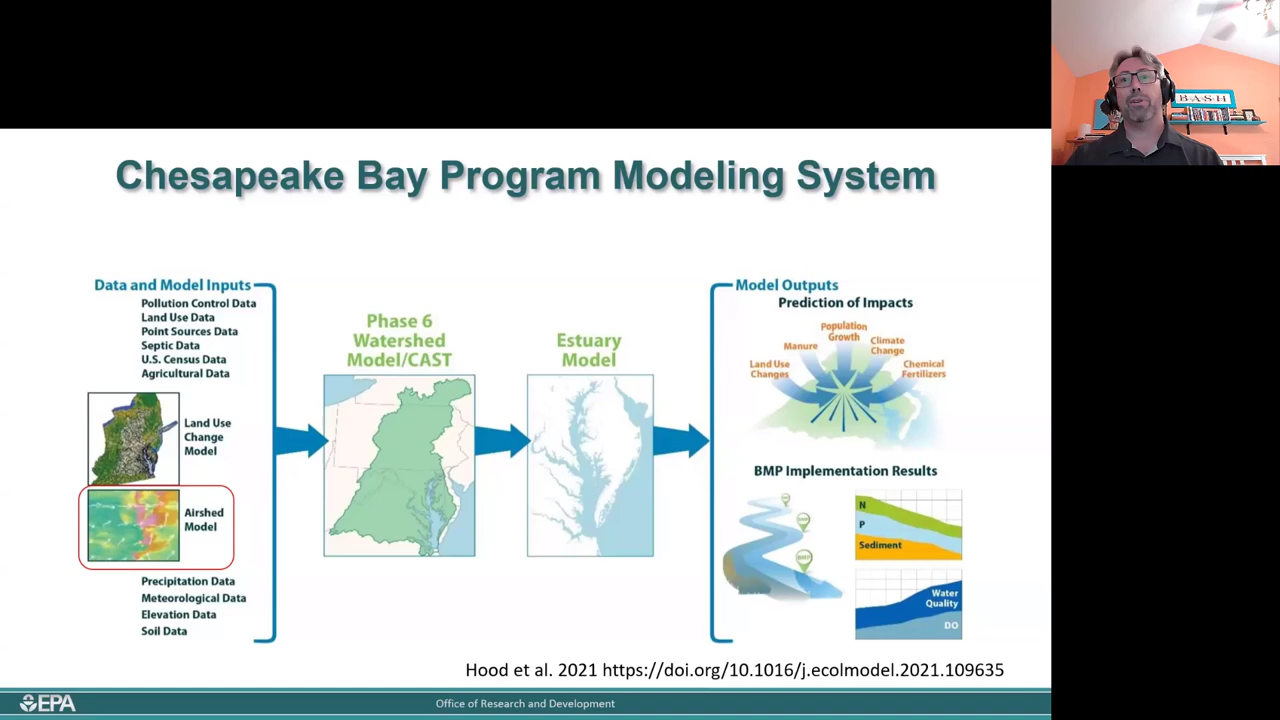 Chesapeake Bay Program Modeling System
Data and Model Inputs
Pollution Control Data
Land Use Data
Point Sources Data
Septic Data
U.S. Census Data
Agricultural Data
Land Use
Change
Model
Airshed
Model
Precipitation Data
Meteorological Data
Elevation Data
Soil Data
Phase 6
Watershed
Model/CAST
Estuary
Model
Model Outputs
Prediction of Impacts
Population
Growth
Manure
Climate
Change
Land Use
Changes
Chemical
Fertilizers
BMP Implementation Results
BMP
N
P
Sediment
Water
Quality
DO
Hood et al. 2021 https://doi.org/10.1016/j.ecolmodel.2021.109635
EPA
Office of Research and Development
BASH